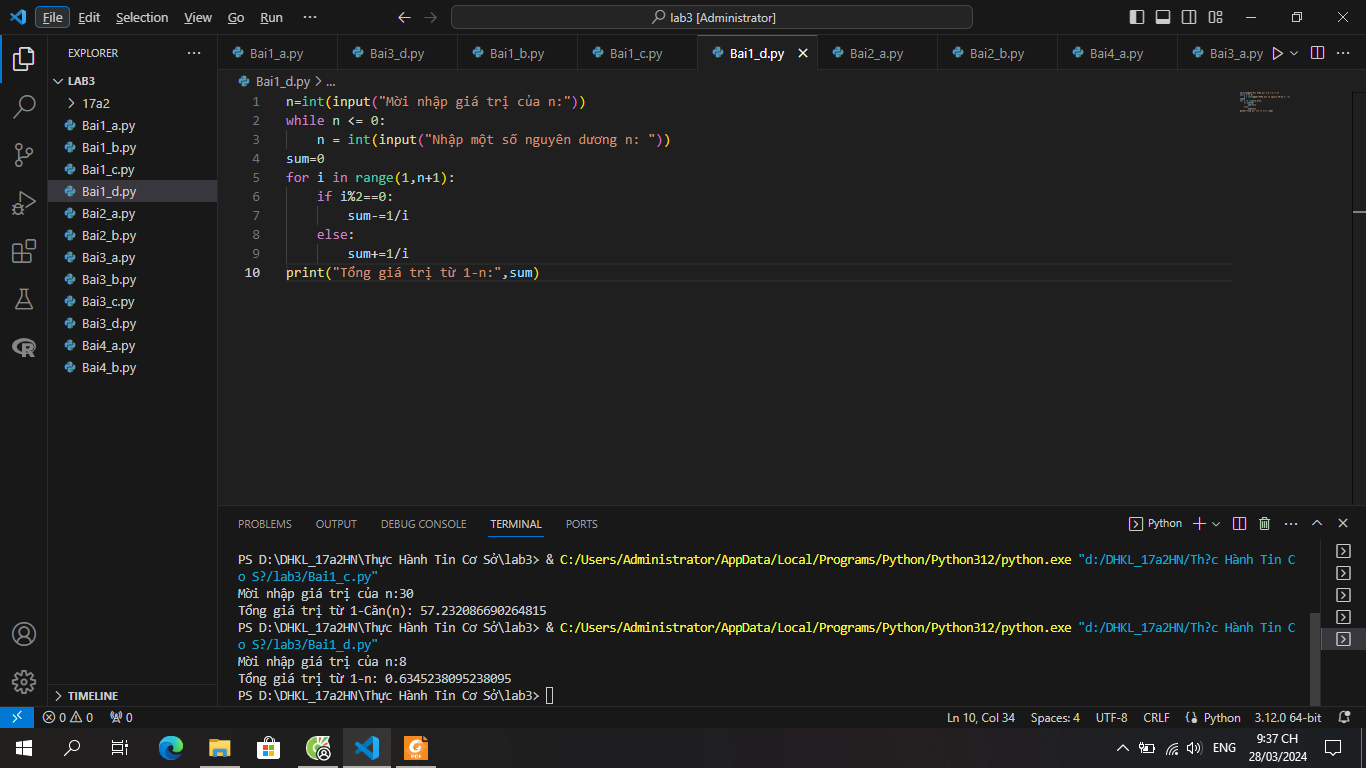 File Edit Selection View Go Run ··· lab3 [Administrator]
EXPLORER ···
Bai1_a.py Bai3_d.py Bai1_b.py Bai1_c.py Bai1_d.py Bai2_a.py Bai2_b.py Bai4_a.py Bai3_a.py ···
LAB3
17a2
Bai1_a.py
Bai1_b.py
Bai1_c.py
Bai1_d.py
Bai2_a.py
Bai2_b.py
Bai3_a.py
Bai3_b.py
Bai3_c.py
Bai3_d.py
Bai4_a.py
Bai4_b.py
TIMELINE
Bai1_d.py > ...
1 n=int(input("Mời nhập giá trị của n:"))
2 while n <= 0:
3 n = int(input("Nhập một số nguyên dương n: "))
4 sum=0
5 for i in range(1,n+1):
6 if i%2==0:
7 sum-=1/i
8 else:
9 sum+=1/i
10 print("Tổng giá trị từ 1-n:",sum)
PROBLEMS OUTPUT DEBUG CONSOLE TERMINAL PORTS Python ···
PS D:\DHKL_17a2HN\Thực Hành Tin Cơ Sở\lab3> & C:/Users/Administrator/AppData/Local/Programs/Python/Python312/python.exe "d:/DHKL_17a2HN/Th?c Hành Tin C
o S?/lab3/Bai1_c.py"
Mời nhập giá trị của n:30
Tổng giá trị từ 1-Căn(n): 57.232086690264815
PS D:\DHKL_17a2HN\Thực Hành Tin Cơ Sở\lab3> & C:/Users/Administrator/AppData/Local/Programs/Python/Python312/python.exe "d:/DHKL_17a2HN/Th?c Hành Tin C
o S?/lab3/Bai1_d.py"
Mời nhập giá trị của n:8
Tổng giá trị từ 1-n: 0.6345238095238095
PS D:\DHKL_17a2HN\Thực Hành Tin Cơ Sở\lab3>
0 0 0 Ln 10, Col 34 Spaces: 4 UTF-8 CRLF Python 3.12.0 64-bit
ENG 9:37 CH
28/03/2024